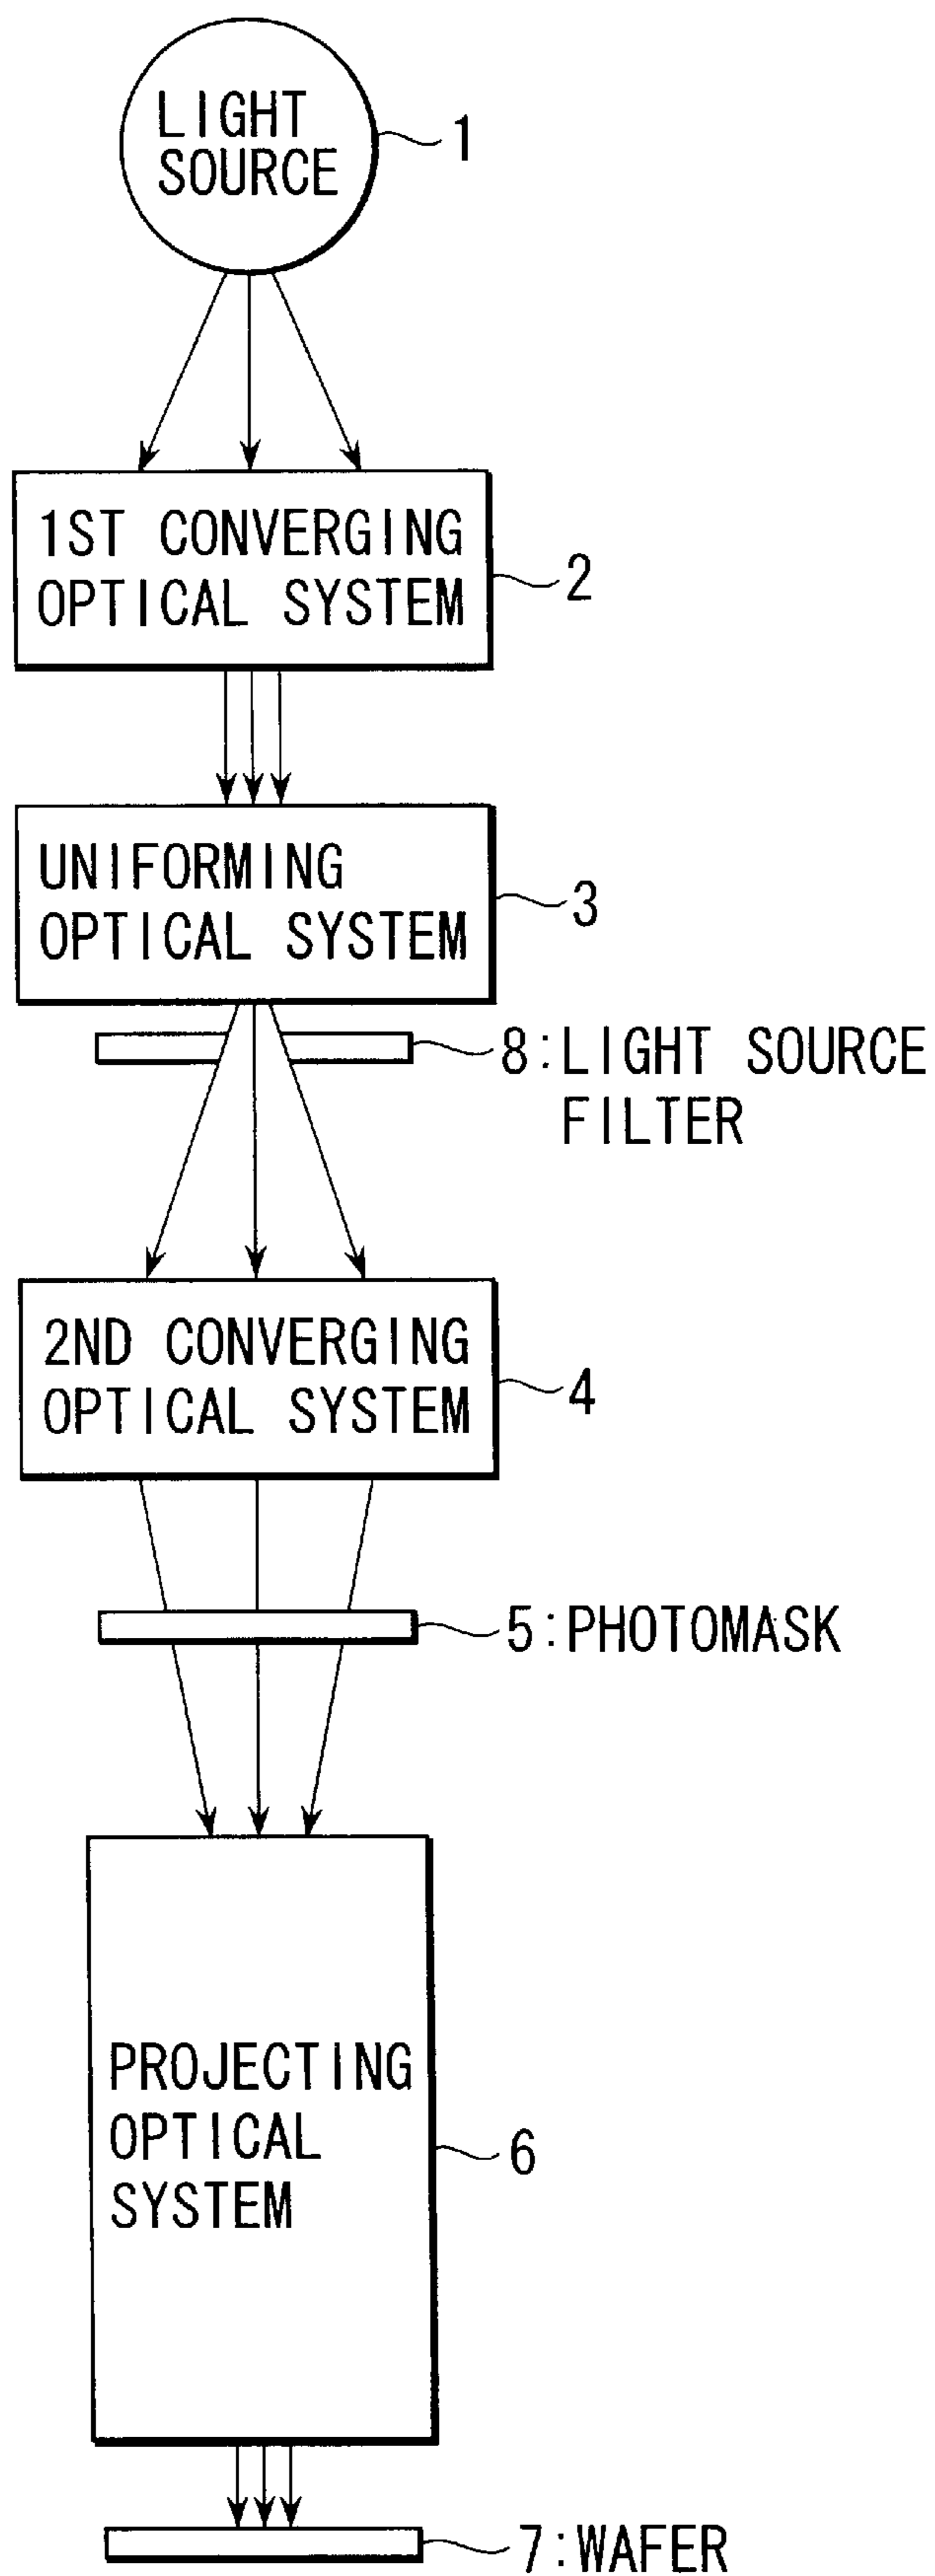 LIGHT
SOURCE
1
1ST CONVERGING
OPTICAL SYSTEM
2
UNIFORMING
OPTICAL SYSTEM
3
8:LIGHT SOURCE
FILTER
2ND CONVERGING
OPTICAL SYSTEM
4
5:PHOTOMASK
PROJECTING
OPTICAL
SYSTEM
6
7:WAFER